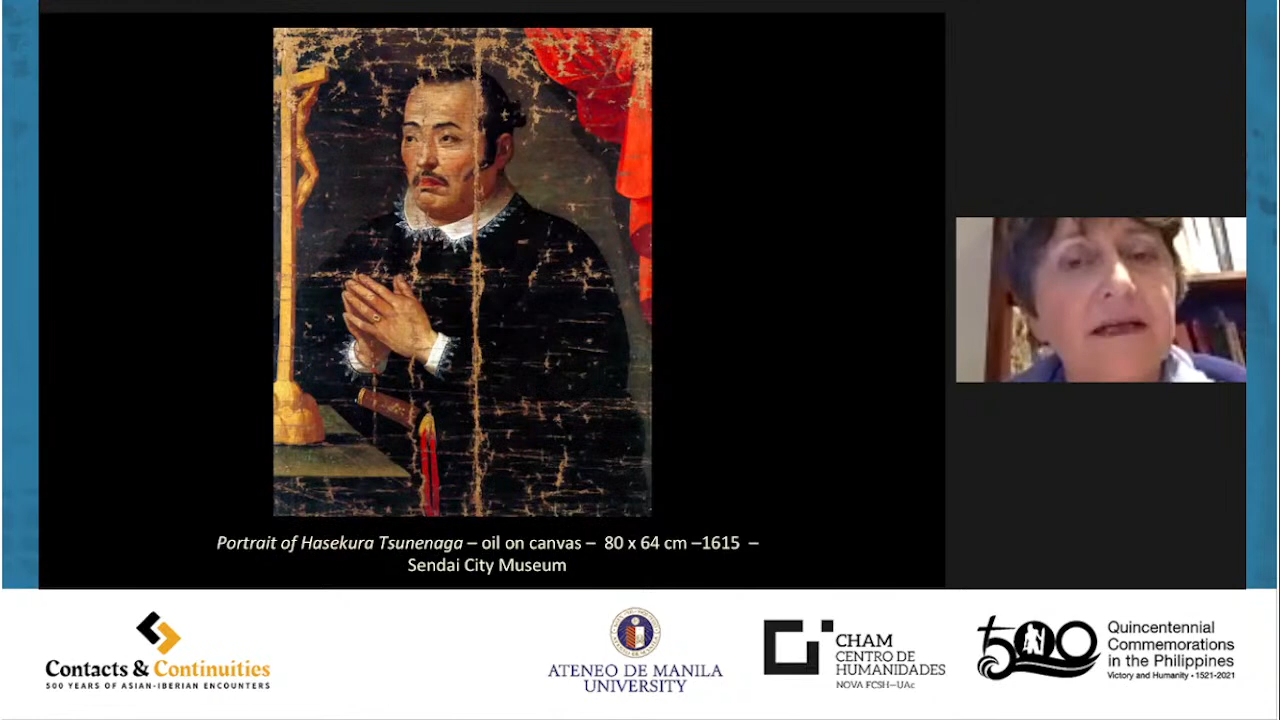 Portrait of Hasekura Tsunenaga – oil on canvas – 80 x 64 cm –1615 –
Sendai City Museum
Contacts & Continuities
500 YEARS OF ASIAN-IBERIAN ENCOUNTERS
ATENEO DE MANILA
UNIVERSITY
CHAM
CENTRO DE
HUMANIDADES
NOVA FCSH–UAc
500
Quincentennial
Commemorations
in the Philippines
Victory and Humanity • 1521-2021